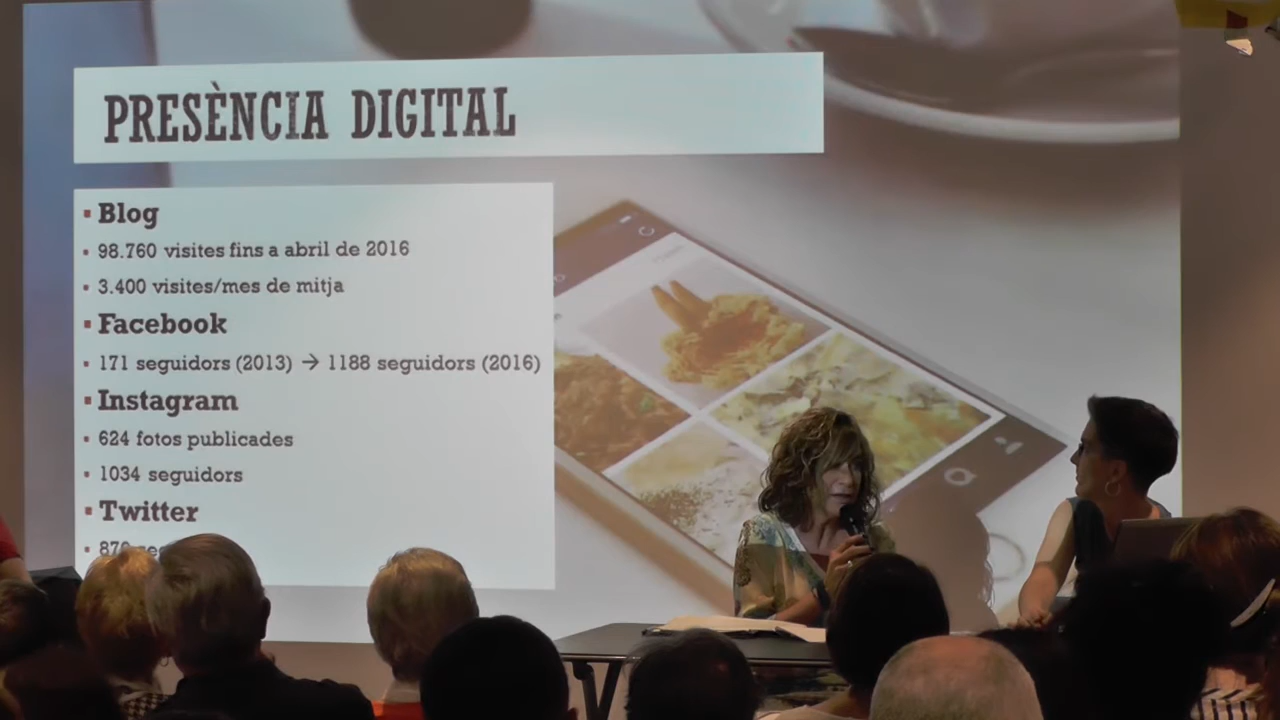 PRESÈNCIA DIGITAL
▪ Blog
▪ 98.760 visites fins a abril de 2016
▪ 3.400 visites/mes de mitja
▪ Facebook
▪ 171 seguidors (2013) → 1188 seguidors (2016)
▪ Instagram
▪ 624 fotos publicades
▪ 1034 seguidors
▪ Twitter